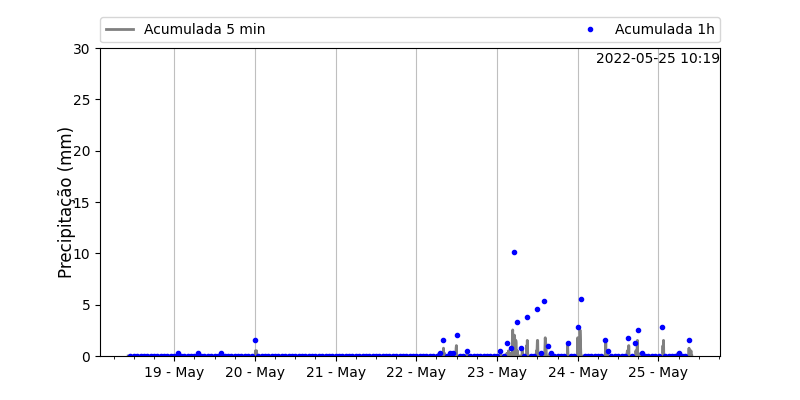 Acumulada 5 min
Acumulada 1h
2022-05-25 10:19
Precipitação (mm)
30
25
20
15
10
5
0
19 - May
20 - May
21 - May
22 - May
23 - May
24 - May
25 - May